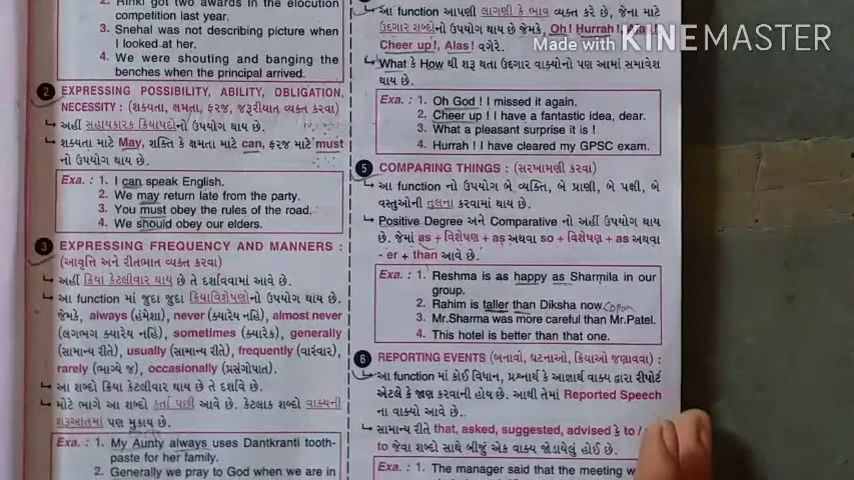 2. Rinki got two awards in the elocution
competition last year.
3. Snehal was not describing picture when
I looked at her.
4. We were shouting and banging the
benches when the principal arrived.
2 EXPRESSING POSSIBILITY, ABILITY, OBLIGATION,
NECESSITY : (શક્યતા, ક્ષમતા, ફરજ, જરૂરીયાત વ્યક્ત કરવા)
અહીં સહાયકારક ક્રિયાપદોનો ઉપયોગ થાય છે.
શક્યતા માટે May, શક્તિ કે ક્ષમતા માટે can, ફરજ માટે must
નો ઉપયોગ થાય છે.
Exa : 1. I can speak English.
2. We may return late from the party.
3. You must obey the rules of the road.
4. We should obey our elders.
3 EXPRESSING FREQUENCY AND MANNERS :
(આવૃત્તિ અને રીતભાત વ્યક્ત કરવા)
અહીં ક્રિયા કેટલીવાર થાય છે તે દર્શાવવામાં આવે છે.
આ function માં જુદા જુદા ક્રિયાવિશેષણોનો ઉપયોગ થાય છે.
જેમકે, always (હંમેશા), never (ક્યારેય નહિ), almost never
(લગભગ ક્યારેય નહિ), sometimes (ક્યારેક), generally
(સામાન્ય રીતે), usually (સામાન્ય રીતે), frequently (વારંવાર),
rarely (ભાગ્યે જ), occasionally (પ્રસંગોપાત).
આ શબ્દો ક્રિયા કેટલીવાર થાય છે તે દર્શાવે છે.
મોટે ભાગે આ શબ્દો કર્તા પછી આવે છે. કેટલાક શબ્દો વાક્યની
શરૂઆતમાં પણ મુકાય છે.
Exa : 1. My Aunty always uses Dantkranti tooth-
paste for her family.
2. Generally we pray to God when we are in
આ function આપણી લાગણી કે ભાવ વ્યક્ત કરે છે, જેના માટે
ઉદગાર શબ્દોનો ઉપયોગ થાય છે જેમકે, Oh! Hurrah!
Cheer up!, Alas! વગેરે.
What કે How થી શરૂ થતા ઉદગાર વાક્યોનો પણ આમાં સમાવેશ
થાય છે.
Exa : 1. Oh God ! I missed it again.
2. Cheer up ! I have a fantastic idea, dear.
3. What a pleasant surprise it is !
4. Hurrah ! I have cleared my GPSC exam.
5 COMPARING THINGS : (સરખામણી કરવા)
આ function નો ઉપયોગ બે વ્યક્તિ, બે પ્રાણી, બે પક્ષી, બે
વસ્તુઓની તુલના કરવામાં થાય છે.
Positive Degree અને Comparative નો અહીં ઉપયોગ થાય
છે. જેમાં as + વિશેષણ + as અથવા so + વિશેષણ + as અથવા
- er + than આવે છે.
Exa : 1. Reshma is as happy as Sharmila in our
group.
2. Rahim is taller than Diksha now.
3. Mr.Sharma was more careful than Mr.Patel.
4. This hotel is better than that one.
6 REPORTING EVENTS (બનાવો, ઘટનાઓ, ક્રિયાઓ જણાવવા) :
આ function માં કોઈ વિધાન, પ્રશ્નાર્થ કે આજ્ઞાર્થ વાક્ય દ્વારા રીપોર્ટ
એટલે કે જાણ કરવાની હોય છે. આથી તેમાં Reported Speech
ના વાક્યો આવે છે.
સામાન્ય રીતે that, asked, suggested, advised કે to /
to જેવા શબ્દો સાથે બીજું એક વાક્ય જોડાયેલું હોઈ છે.
Exa : 1. The manager said that the meeting
Made with KINEMASTER